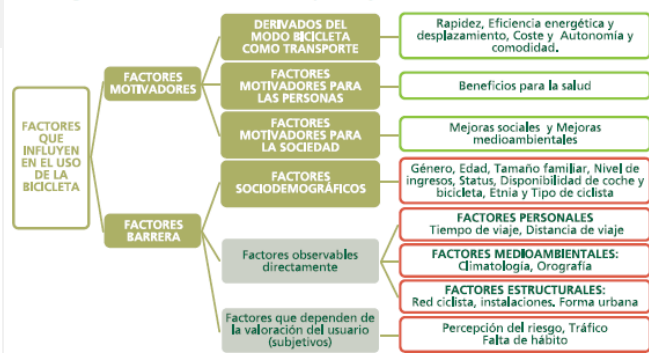 FACTORES
QUE
INFLUYEN
EN EL USO
DE LA
BICICLETA
FACTORES
MOTIVADORES
DERIVADOS DEL
MODO BICICLETA
COMO TRANSPORTE
Rapidez, Eficiencia energética y
desplazamiento, Coste y Autonomía y
comodidad.
FACTORES
MOTIVADORES PARA
LAS PERSONAS
Beneficios para la salud
FACTORES
MOTIVADORES PARA
LA SOCIEDAD
Mejoras sociales y Mejoras
medioambientales
FACTORES
BARRERA
FACTORES
SOCIODEMOGRÁFICOS
Género, Edad, Tamaño familiar, Nivel de
ingresos, Status, Disponibilidad de coche y
bicicleta, Etnia y Tipo de ciclista
Factores observables
directamente
FACTORES PERSONALES
Tiempo de viaje, Distancia de viaje
FACTORES MEDIOAMBIENTALES:
Climatología, Orografía
FACTORES ESTRUCTURALES:
Red ciclista, instalaciones. Forma urbana
Factores que dependen de
la valoración del usuario
(subjetivos)
Percepción del riesgo, Tráfico
Falta de hábito